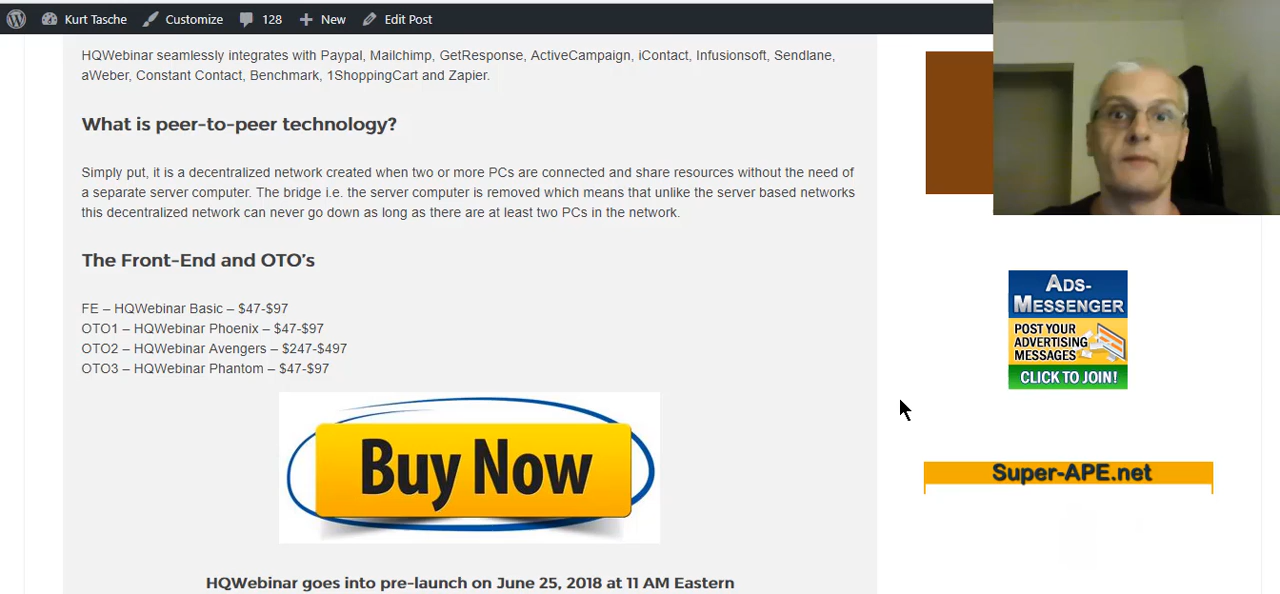 Kurt Tasche
Customize
128
New
Edit Post
HQWebinar seamlessly integrates with Paypal, Mailchimp, GetResponse, ActiveCampaign, iContact, Infusionsoft, Sendlane,
aWeber, Constant Contact, Benchmark, 1ShoppingCart and Zapier.
What is peer-to-peer technology?
Simply put, it is a decentralized network created when two or more PCs are connected and share resources without the need of
a separate server computer. The bridge i.e. the server computer is removed which means that unlike the server based networks
this decentralized network can never go down as long as there are at least two PCs in the network.
The Front-End and OTO's
FE – HQWebinar Basic – $47-$97
OTO1 – HQWebinar Phoenix – $47-$97
OTO2 – HQWebinar Avengers – $247-$497
OTO3 – HQWebinar Phantom – $47-$97
Buy Now
HQWebinar goes into pre-launch on June 25, 2018 at 11 AM Eastern
ADS-
MESSENGER
POST YOUR
ADVERTISING
MESSAGES
CLICK TO JOIN!
Super-APE.net